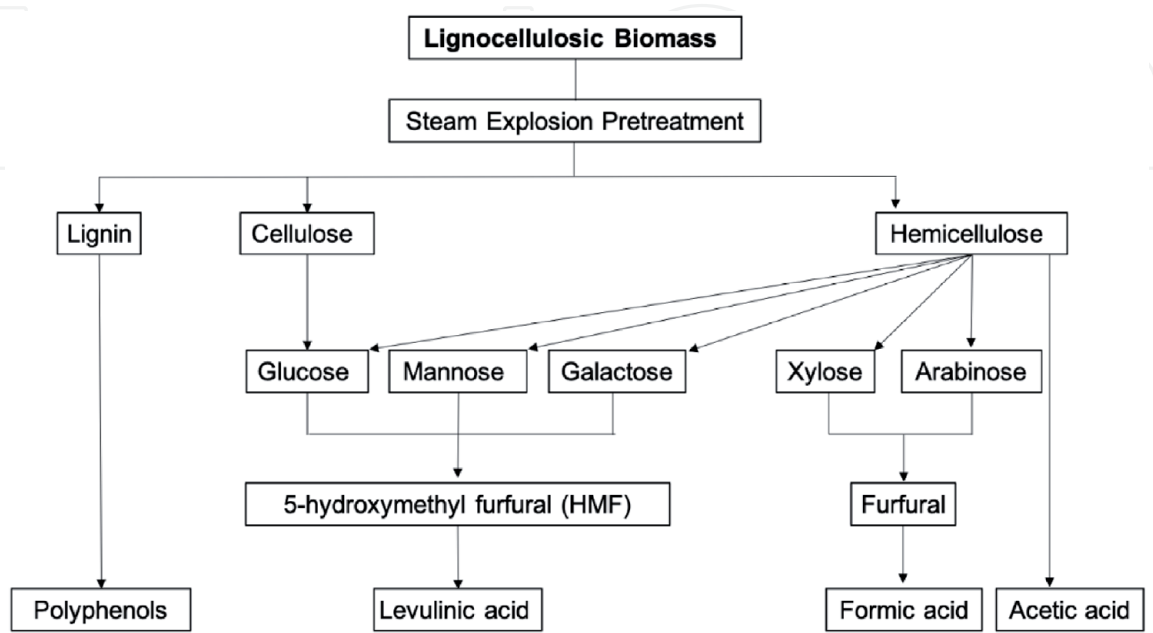 Lignocellulosic Biomass
Steam Explosion Pretreatment
Lignin
Cellulose
Hemicellulose
Glucose
Mannose
Galactose
Xylose
Arabinose
5-hydroxymethyl furfural (HMF)
Furfural
Polyphenols
Levulinic acid
Formic acid
Acetic acid